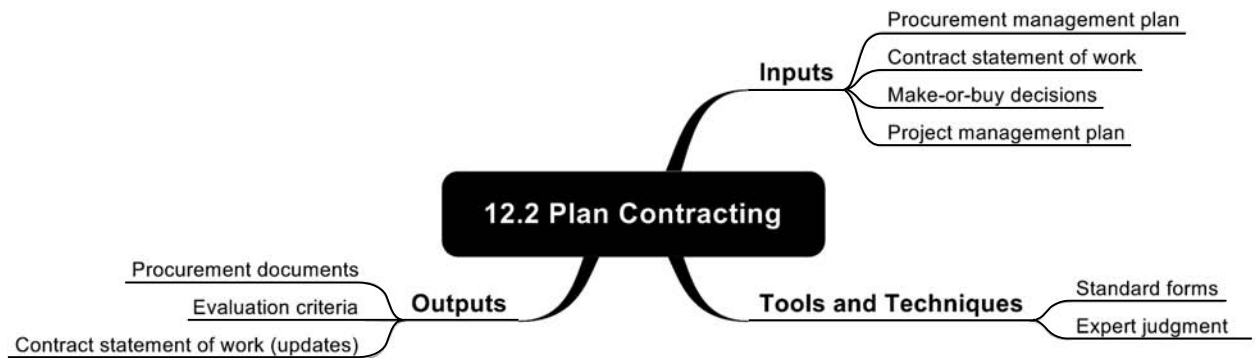 Procurement management plan
Contract statement of work
Inputs
Make-or-buy decisions
Project management plan
12.2 Plan Contracting
Procurement documents
Evaluation criteria
Outputs
Contract statement of work (updates)
Tools and Techniques
Standard forms
Expert judgment